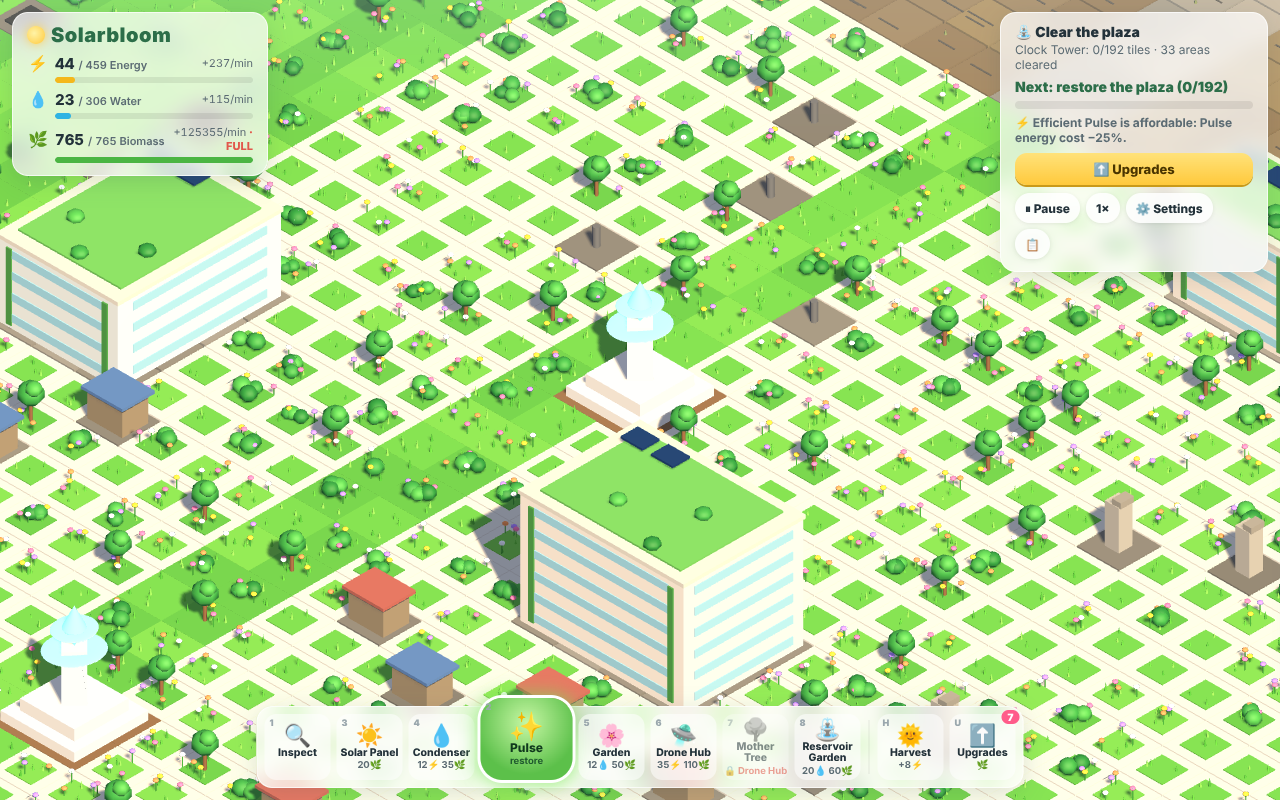 Solarbloom
44 / 459 Energy +237/min
23 / 306 Water +115/min
765 / 765 Biomass +125355/min · FULL
Clear the plaza
Clock Tower: 0/192 tiles · 33 areas
cleared
Next: restore the plaza (0/192)
⚡ Efficient Pulse is affordable: Pulse
energy cost −25%.
⬆️ Upgrades
⏸ Pause 1× ⚙️ Settings
1 Inspect
3 Solar Panel 20🌿
4 Condenser 12⚡ 35🌿
Pulse
restore
5 Garden 12💧 50🌿
6 Drone Hub 35⚡ 110🌿
7 Mother Tree 🔒 Drone Hub
8 Reservoir Garden 20💧 60🌿
H Harvest +8⚡
U Upgrades 🌿 7